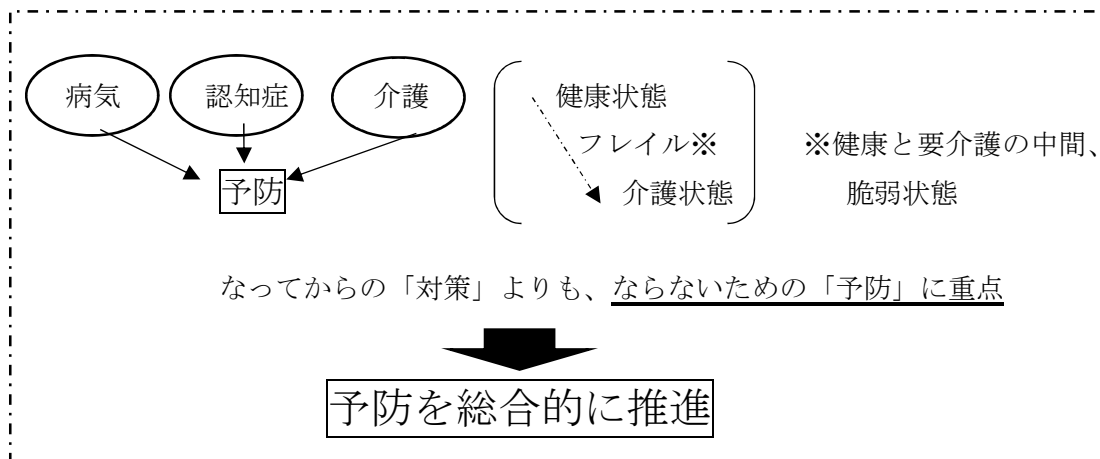 病気
認知症
介護
予防
健康状態
フレイル※
介護状態
※健康と要介護の中間、
脆弱状態
なってからの「対策」よりも、ならないための「予防」に重点
予防を総合的に推進